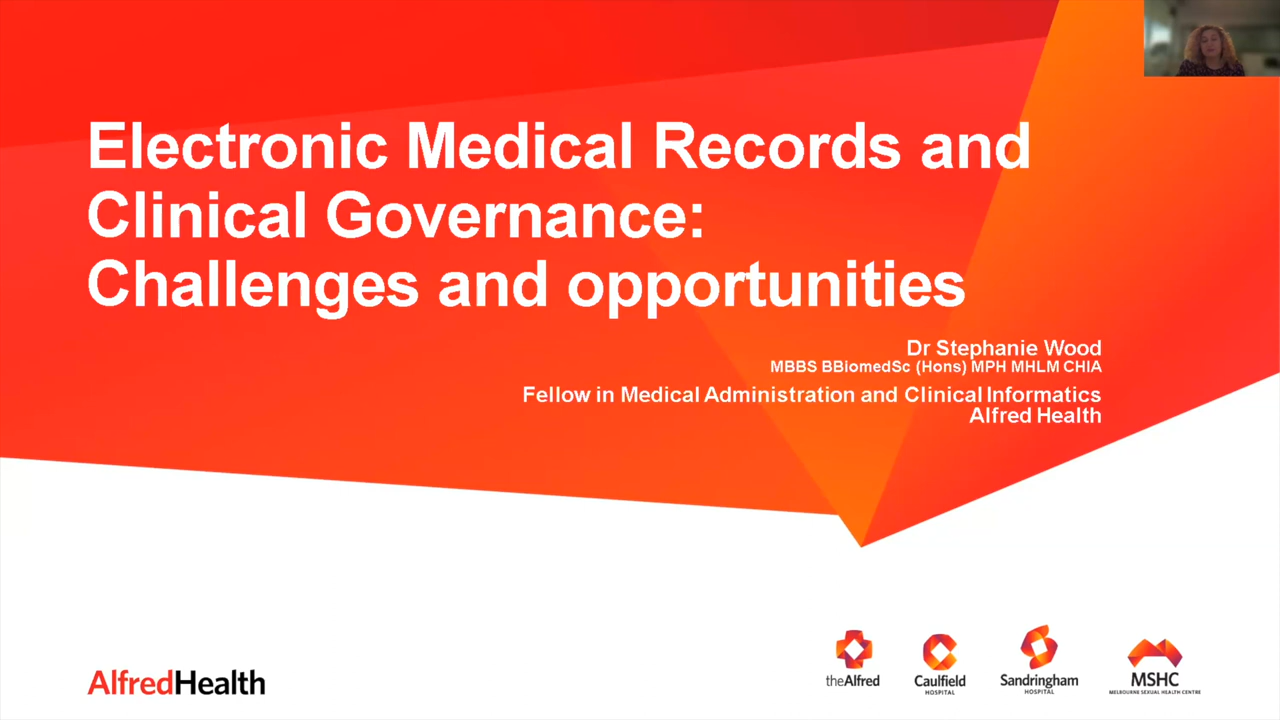 Electronic Medical Records and
Clinical Governance:
Challenges and opportunities
Dr Stephanie Wood
MBBS BBiomedSc (Hons) MPH MHLM CHIA
Fellow in Medical Administration and Clinical Informatics
Alfred Health
AlfredHealth
theAlfred
Caulfield
HOSPITAL
Sandringham
HOSPITAL
MSHC
MELBOURNE SEXUAL HEALTH CENTRE